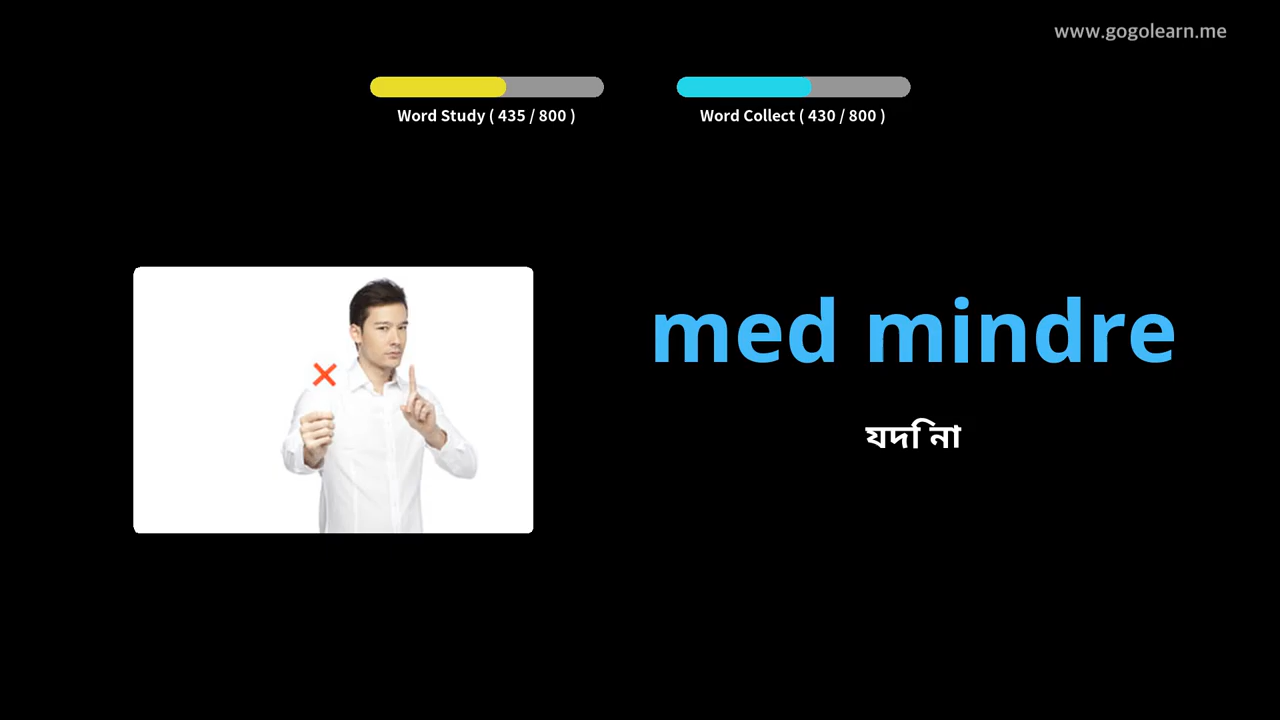 www.gogolearn.me
Word Study ( 435 / 800 )
Word Collect ( 430 / 800 )
med mindre
যদি না